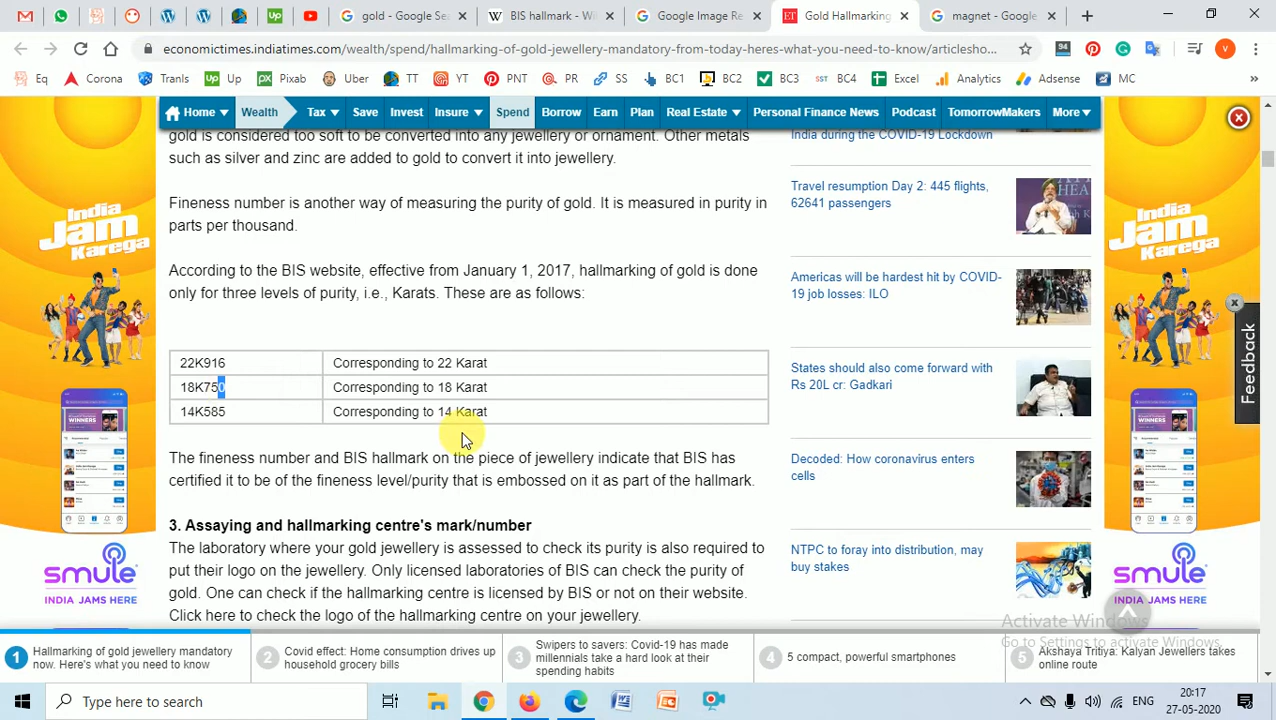 Up
gold - Google Sea
BIS hallmark - Wi
Google Image Re
Gold Hallmarking
magnet - Google
economictimes.indiatimes.com/wealth/spend/hallmarking-of-gold-jewellery-mandatory-from-today-heres-what-you-need-to-know/articlesho...
94
V
Eq
Corona
Transls
Up
Pixab
Uber
TT
YT
PNT
PR
SS
BC1
BC2
BC3
BC4
Excel
Analytics
Adsense
MC
Home
Wealth
Tax
Save
Invest
Insure
Spend
Borrow
Earn
Plan
Real Estate
Personal Finance News
Podcast
TomorrowMakers
More
gold is considered too soft to be converted into any jewellery or ornament. Other metals
such as silver and zinc are added to gold to convert it into jewellery.
Fineness number is another way of measuring the purity of gold. It is measured in purity in
parts per thousand.
According to the BIS website, effective from January 1, 2017, hallmarking of gold is done
only for three levels of purity, i.e., Karats. These are as follows:
22K916 Corresponding to 22 Karat
18K750 Corresponding to 18 Karat
14K585 Corresponding to 14 Karat
The fineness number and BIS hallmark on the piece of jewellery indicate that BIS has
certified it to be of the fineness level/purity that is embossed on it as part of the hallmark.
3. Assaying and hallmarking centre's mark/number
The laboratory where your gold jewellery is assessed to check its purity is also required to
put their logo on the jewellery. Only licensed laboratories of BIS can check the purity of
gold. One can check if the hallmarking centre is licensed by BIS or not on their website.
Click here to check the logo of the hallmarking centre on your jewellery.
India during the COVID-19 Lockdown
Travel resumption Day 2: 445 flights,
62641 passengers
Americas will be hardest hit by COVID-
19 job losses: ILO
States should also come forward with
Rs 20L cr: Gadkari
Decoded: How coronavirus enters
cells
NTPC to foray into distribution, may
buy stakes
India
Jam
Karega
WINNERS
smule
INDIA JAMS HERE
India
Jam
Karega
WINNERS
smule
INDIA JAMS HERE
Feedback
Activate Windows
Go to Settings to activate Windows.
1 Hallmarking of gold jewellery mandatory
now. Here's what you need to know
2 Covid effect: Home consumption drives up
household grocery bills
3 Swipers to savers: Covid-19 has made
millennials take a hard look at their
spending habits
4 5 compact, powerful smartphones
5 Akshaya Tritiya: Kalyan Jewellers takes
online route
Type here to search
ENG
20:17
27-05-2020